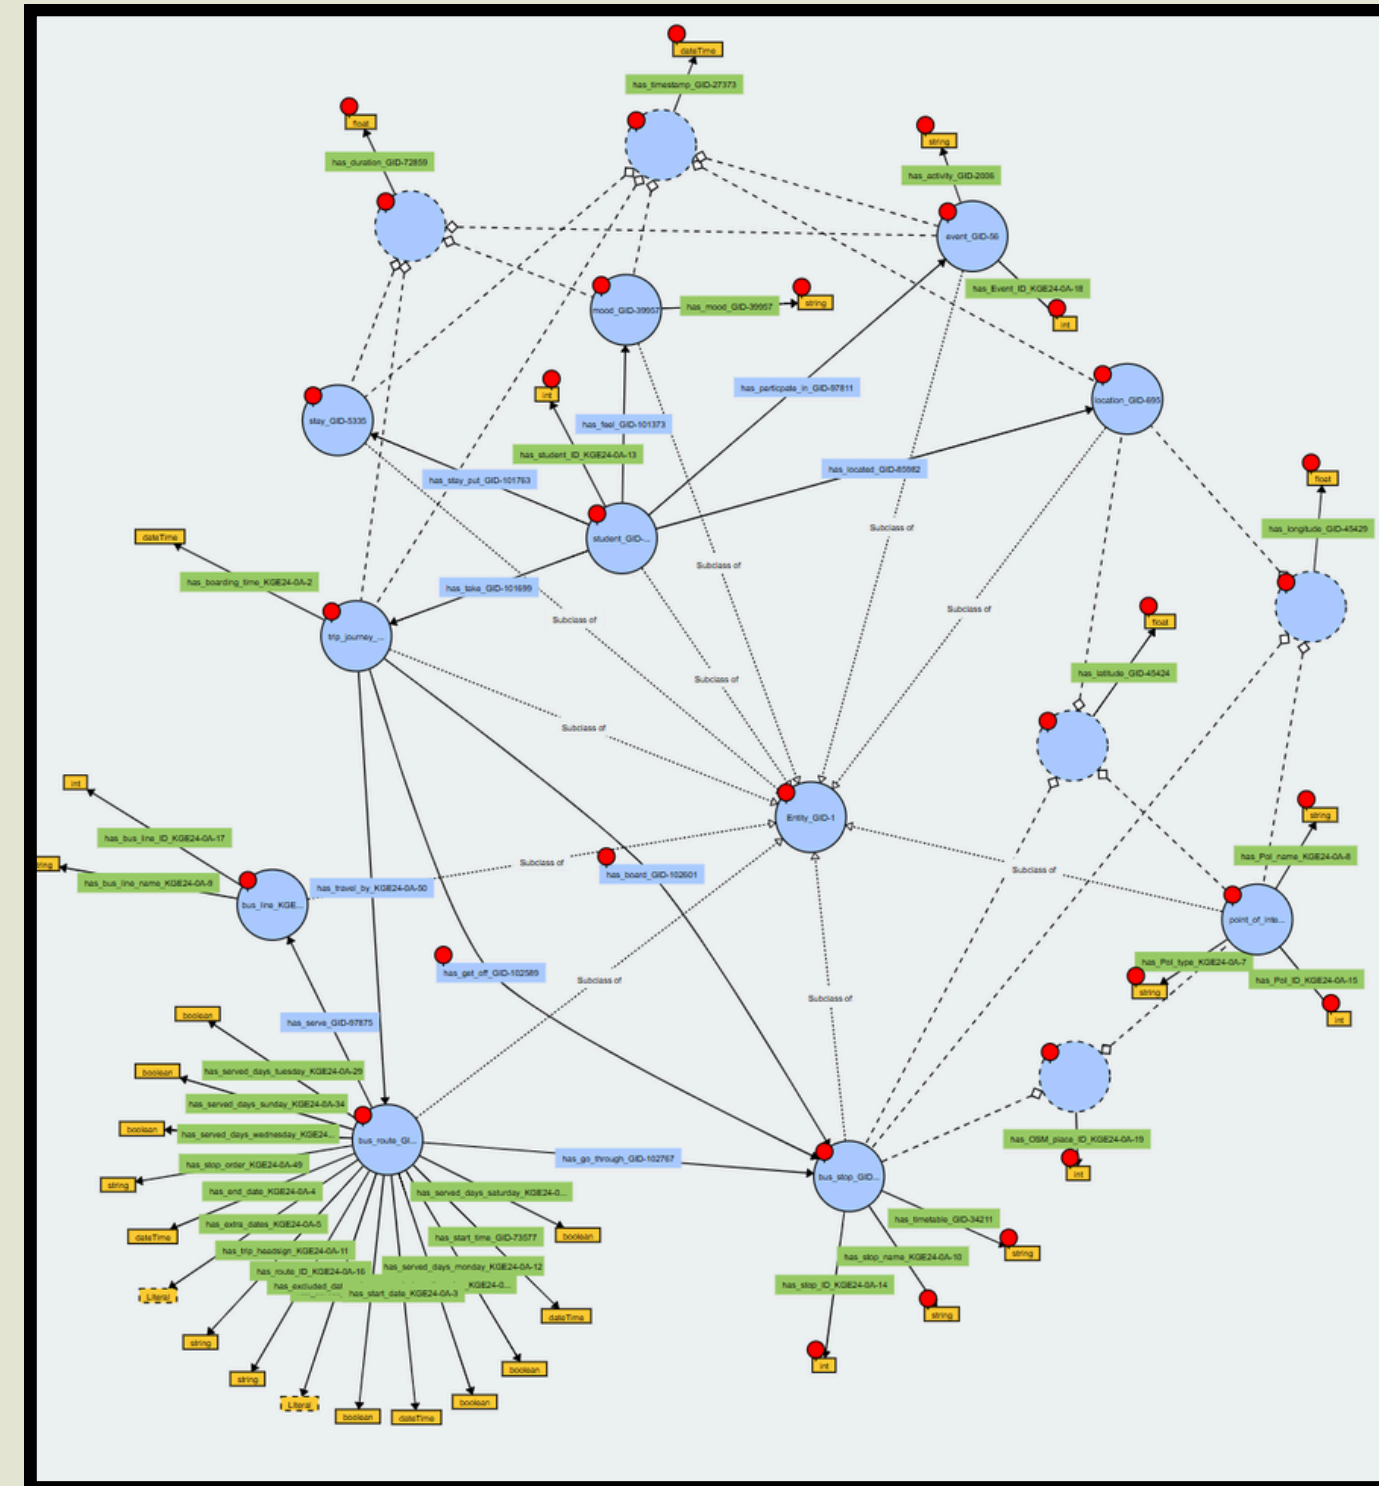 dateTime
has_timestamp_GID-27373
float
has_duration_GID-72859
string
has_activity_GID-2006
event_GID-56
has_Event_ID_KGE24-0A-18
int
mood_GID-39957
has_mood_GID-39957
string
int
has_particpate_in_GID-97811
location_GID-695
stay_GID-5335
has_feel_GID-101373
has_student_ID_KGE24-0A-13
has_located_GID-85982
has_stay_put_GID-101763
float
has_longitude_GID-45429
Subclass of
student_GID-...
dateTime
Subclass of
has_boarding_time_KGE24-0A-2
has_take_GID-101699
Subclass of
Subclass of
float
trip_journey_...
has_latitude_GID-45424
Subclass of
Subclass of
int
Entity_GID-1
string
has_bus_line_ID_KGE24-0A-17
has_PoI_name_KGE24-0A-8
Subclass of
Subclass of
has_bus_line_name_KGE24-0A-9
has_travel_by_KGE24-0A-50
has_board_GID-102601
bus_line_KGE...
point_of_inte...
has_PoI_type_KGE24-0A-7
has_get_off_GID-102589
Subclass of
has_PoI_ID_KGE24-0A-15
string
Subclass of
int
boolean
has_serve_GID-97875
boolean
has_served_days_tuesday_KGE24-0A-29
has_served_days_sunday_KGE24-0A-34
boolean
has_served_days_wednesday_KGE24...
bus_route_GI...
has_OSM_place_ID_KGE24-0A-19
has_stop_order_KGE24-0A-49
has_go_through_GID-102767
int
string
bus_stop_GID...
has_end_date_KGE24-0A-4
has_served_days_saturday_KGE24-0...
has_extra_dates_KGE24-0A-5
has_timetable_GID-34211
dateTime
has_start_time_GID-73577
boolean
has_trip_headsign_KGE24-0A-11
string
has_stop_name_KGE24-0A-10
has_route_ID_KGE24-0A-16
has_served_days_monday_KGE24-0A-12
has_stop_ID_KGE24-0A-14
has_excluded_dat
_KGE24-0...
has_start_date_KGE24-0A-3
Literal
string
dateTime
string
int
boolean
string
Literal
boolean
boolean
dateTime